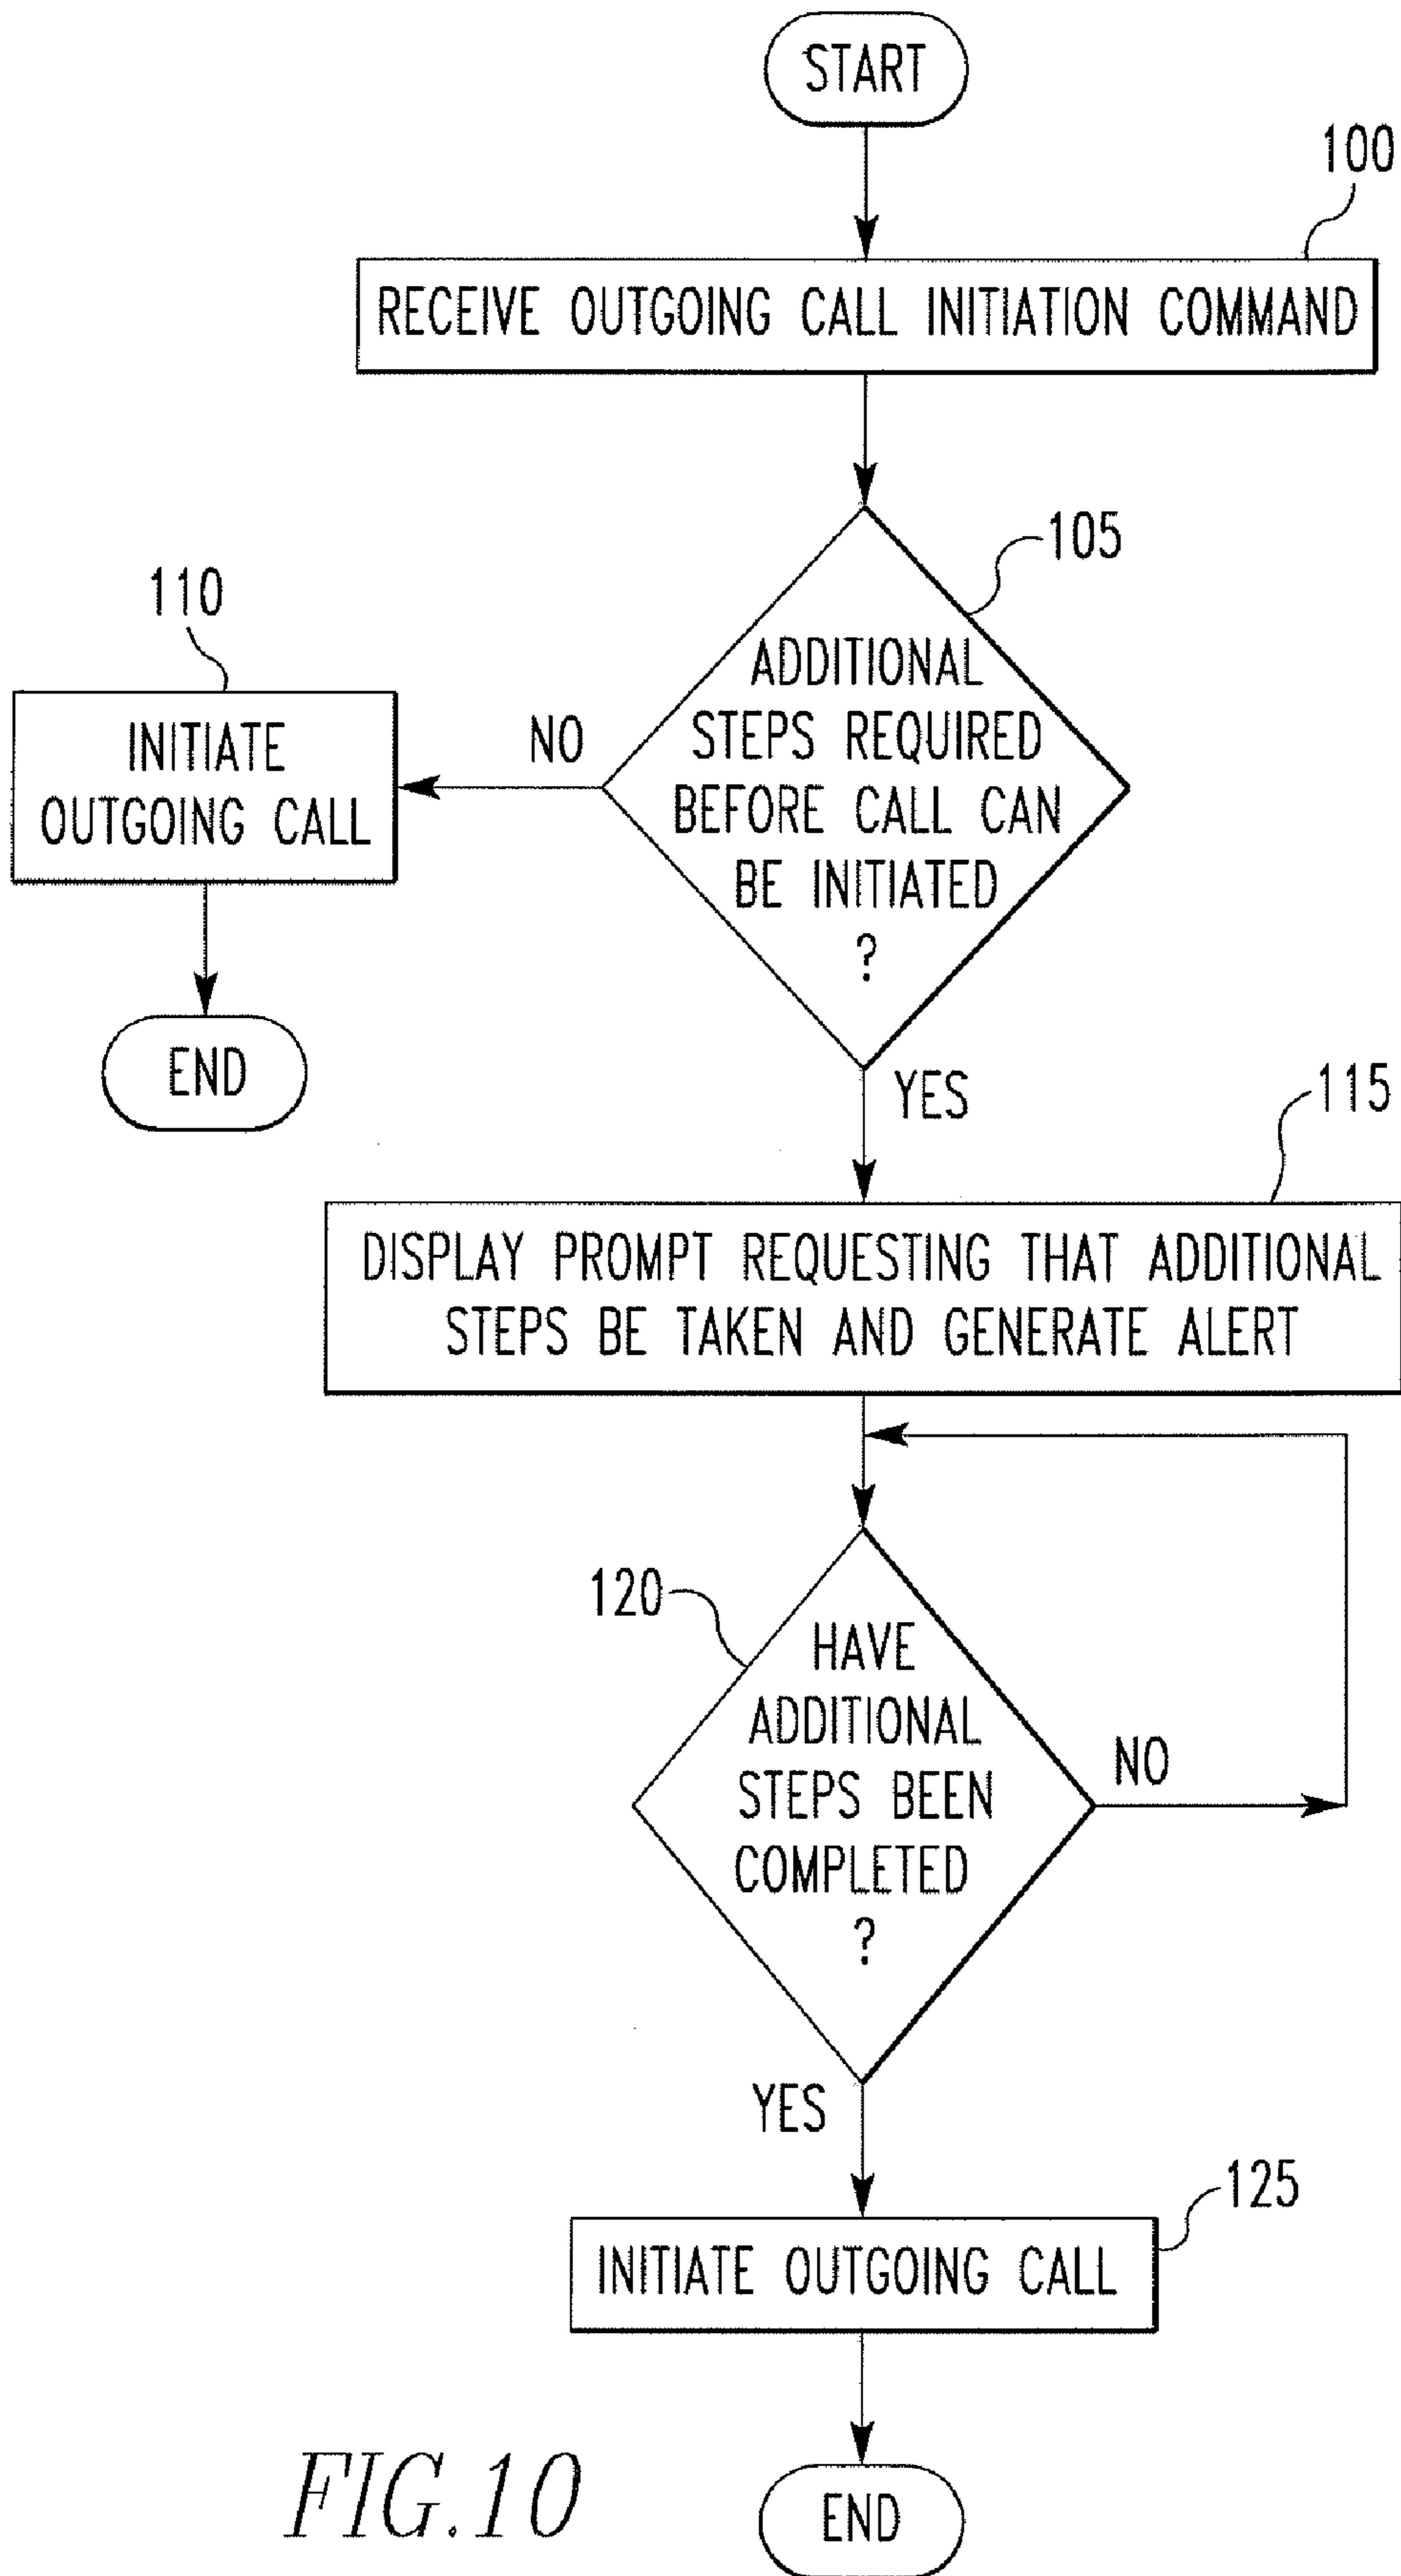 START
100
RECEIVE OUTGOING CALL INITIATION COMMAND
105
ADDITIONAL
STEPS REQUIRED
BEFORE CALL CAN
BE INITIATED
?
110
NO
INITIATE
OUTGOING CALL
END
YES
115
DISPLAY PROMPT REQUESTING THAT ADDITIONAL
STEPS BE TAKEN AND GENERATE ALERT
120
HAVE
ADDITIONAL
STEPS BEEN
COMPLETED
?
NO
YES
125
INITIATE OUTGOING CALL
END
FIG.10